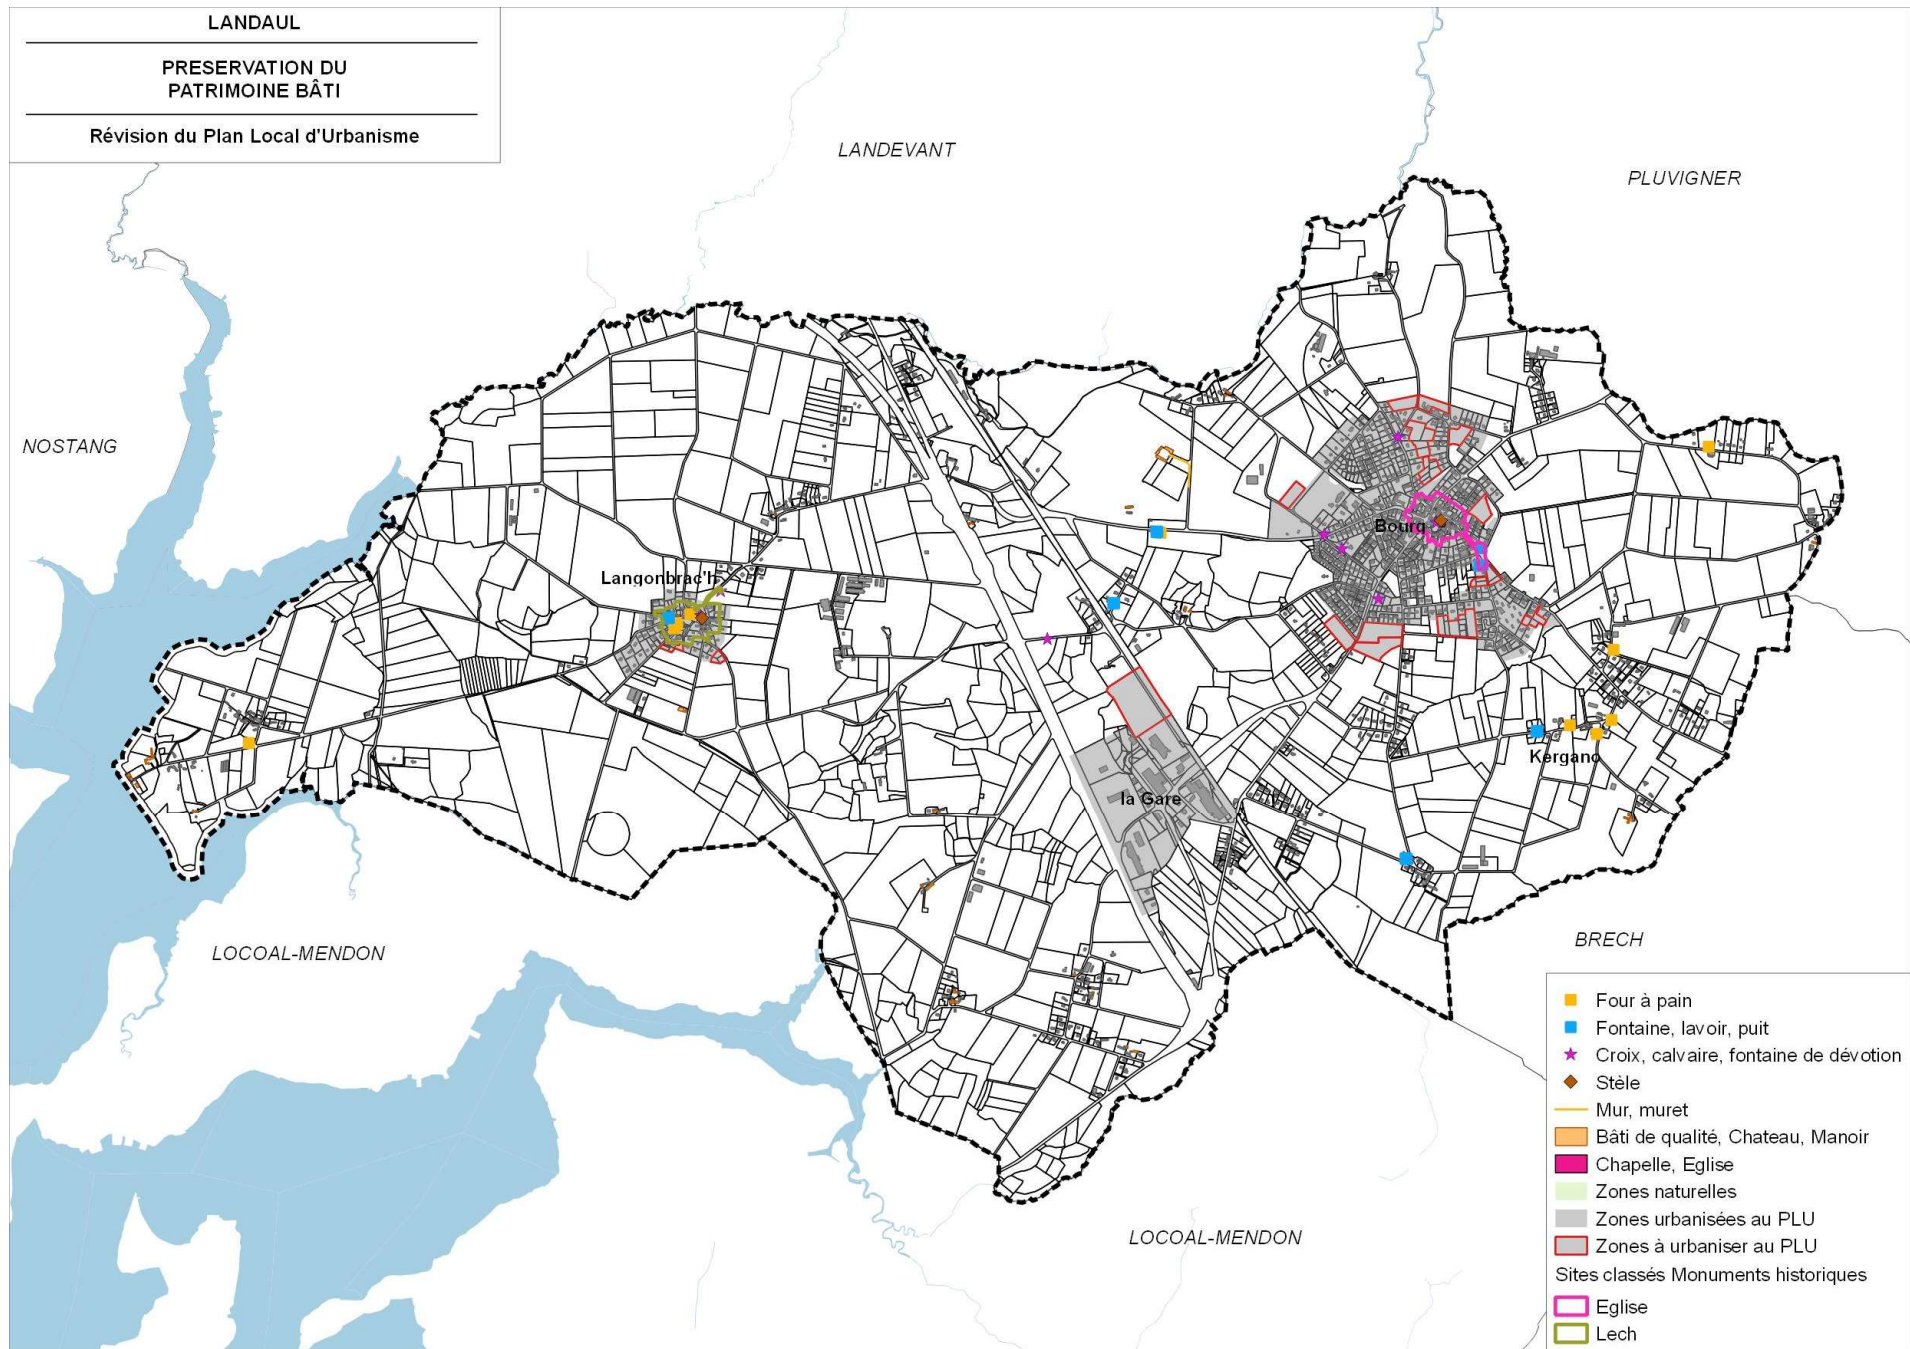 LANDAUL
PRESERVATION DU
PATRIMOINE BÂTI
Révision du Plan Local d'Urbanisme
LANDEVANT
PLUVIGNER
NOSTANG
Bourg
Langonbrac'h
Kergano
la Gare
LOCOAL-MENDON
BRECH
LOCOAL-MENDON
Four à pain
Fontaine, lavoir, puit
Croix, calvaire, fontaine de dévotion
Stèle
Mur, muret
Bâti de qualité, Chateau, Manoir
Chapelle, Eglise
Zones naturelles
Zones urbanisées au PLU
Zones à urbaniser au PLU
Sites classés Monuments historiques
Eglise
Lech